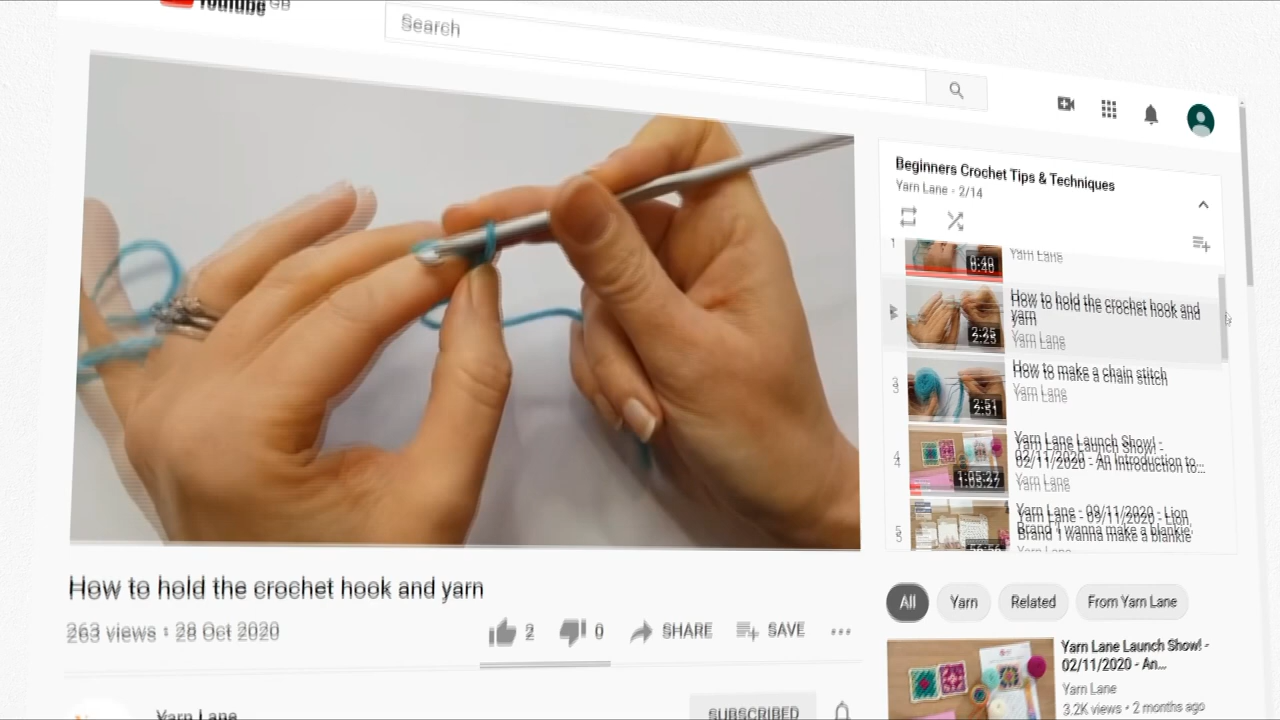 YouTube GB
Search
Beginners Crochet Tips & Techniques
Yarn Lane - 2/14
1
0:40
Yarn Lane
How to hold the crochet hook and
yarn
2:25
Yarn Lane
3
How to make a chain stitch
2:51
Yarn Lane
4
Yarn Lane Launch Show! -
02/11/2020 - An Introduction to...
1:05:27
Yarn Lane
5
Yarn Lane - 09/11/2020 - Lion
Brand 'I wanna make a blankie'
Yarn Lane
How to hold the crochet hook and yarn
263 views • 28 Oct 2020
2
0
SHARE
SAVE
All
Yarn
Related
From Yarn Lane
Yarn Lane Launch Show! -
02/11/2020 - An...
Yarn Lane
3.2K views • 2 months ago
Yarn Lane
SUBSCRIBED